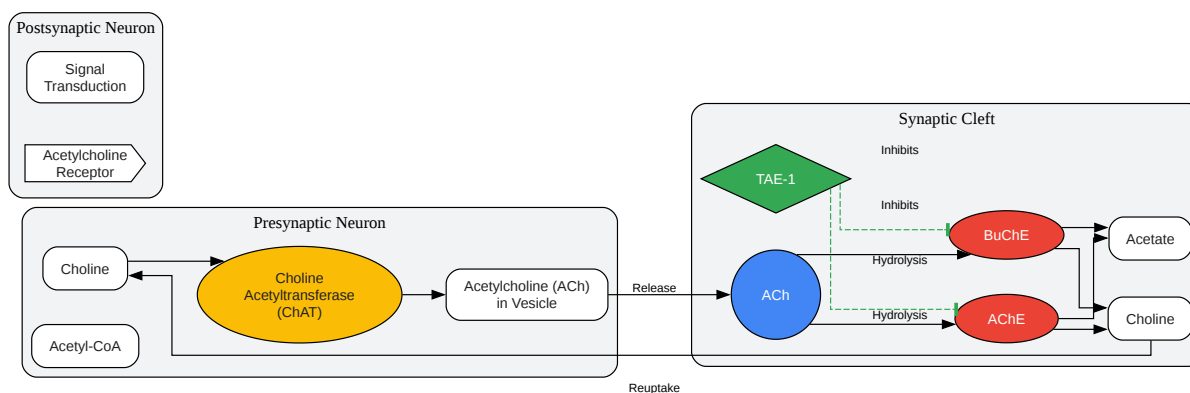 Postsynaptic Neuron
Signal
Transduction
Acetylcholine
Receptor
Presynaptic Neuron
Choline
Choline
Acetyltransferase
(ChAT)
Acetylcholine (ACh)
in Vesicle
Acetyl-CoA
Release
Reuptake
Synaptic Cleft
Inhibits
TAE-1
Inhibits
BuChE
Acetate
Hydrolysis
ACh
Hydrolysis
AChE
Choline